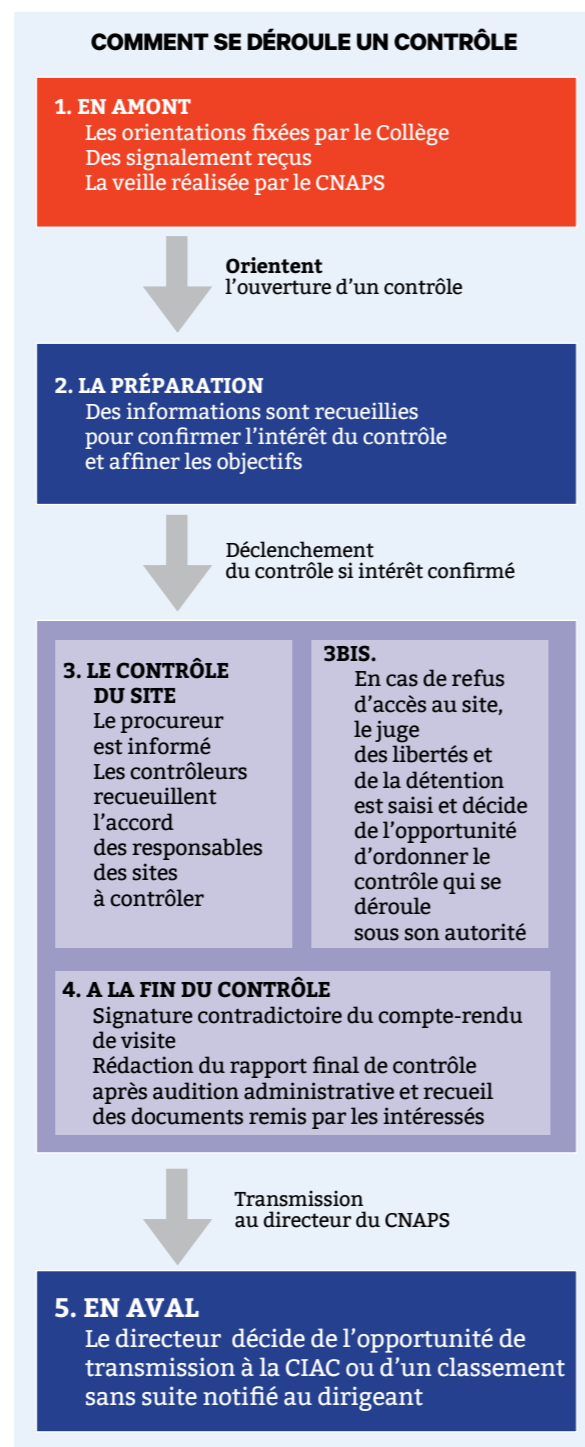 COMMENT SE DÉROULE UN CONTRÔLE
1. EN AMONT
Les orientations fixées par le Collège
Des signalement reçus
La veille réalisée par le CNAPS
Orientent
l'ouverture d'un contrôle
2. LA PRÉPARATION
Des informations sont recueillies
pour confirmer l'intérêt du contrôle
et affiner les objectifs
Déclenchement
du contrôle si intérêt confirmé
3. LE CONTRÔLE
DU SITE
Le procureur
est informé
Les contrôleurs
recueuillent
l'accord
des responsables
des sites
à contrôler
3BIS.
En cas de refus
d'accès au site,
le juge
des libertés et
de la détention
est saisi et décide
de l'opportunité
d'ordonner le
contrôle qui se
déroule
sous son autorité
4. A LA FIN DU CONTRÔLE
Signature contradictoire du compte-rendu
de visite
Rédaction du rapport final de contrôle
après audition administrative et recueil
des documents remis par les intéressés
Transmission
au directeur du CNAPS
5. EN AVAL
Le directeur décide de l'opportunité de
transmission à la CIAC ou d'un classement
sans suite notifié au dirigeant